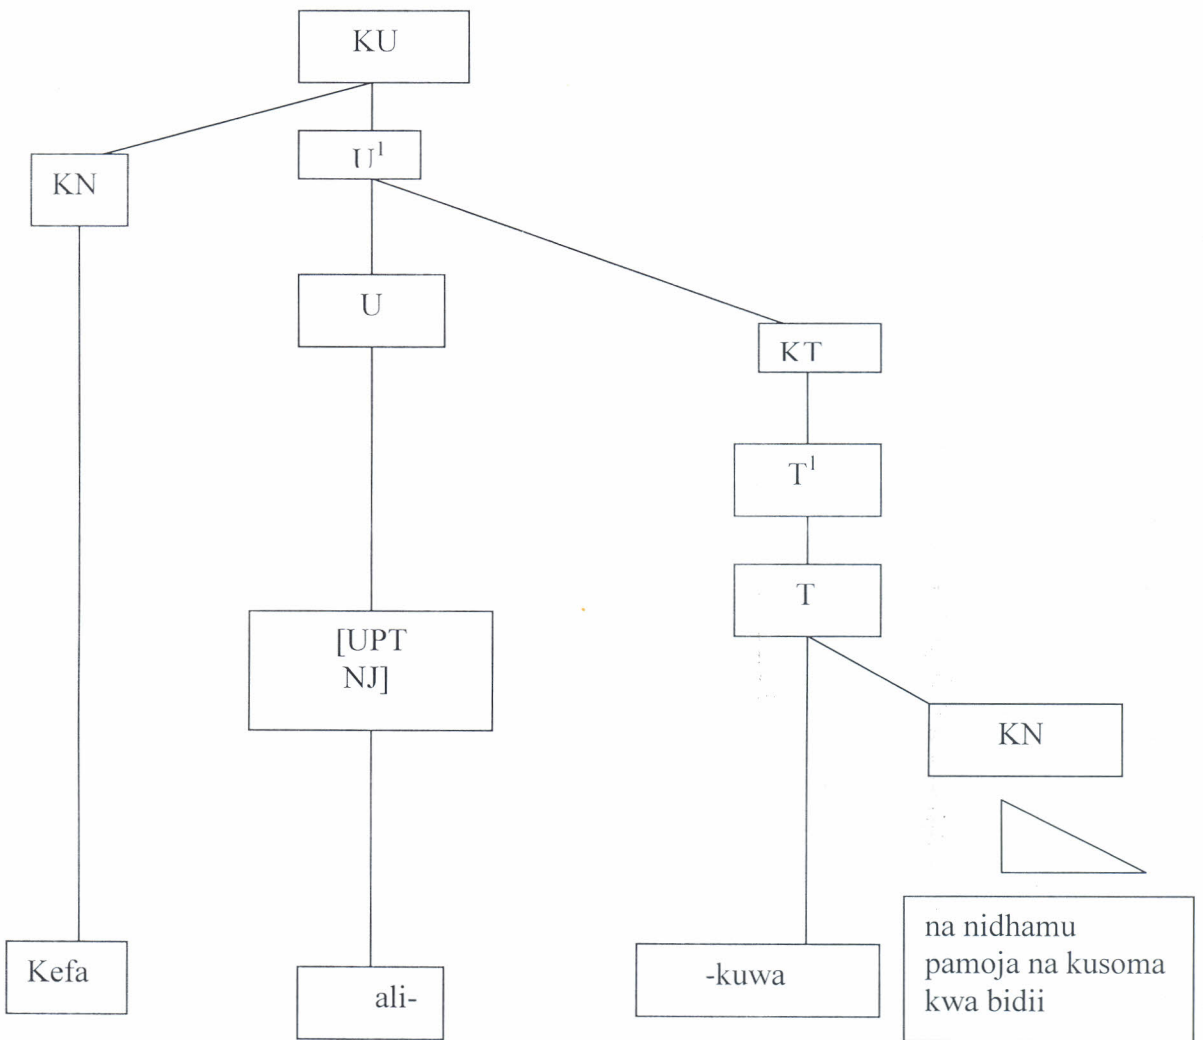 KU
U¹
KN
U
KT
T¹
T
[UPT
NJ]
KN
na nidhamu
pamoja na kusoma
kwa bidii
Kefa
-kuwa
ali-